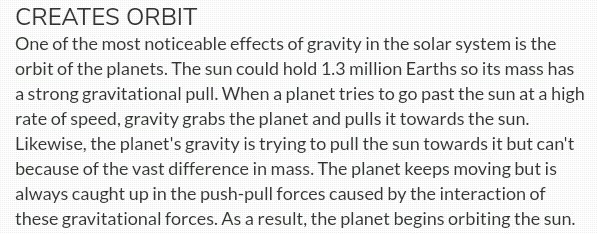 CREATES ORBIT
One of the most noticeable effects of gravity in the solar system is the
orbit of the planets. The sun could hold 1.3 million Earths so its mass has
a strong gravitational pull. When a planet tries to go past the sun at a high
rate of speed, gravity grabs the planet and pulls it towards the sun.
Likewise, the planet's gravity is trying to pull the sun towards it but can't
because of the vast difference in mass. The planet keeps moving but is
always caught up in the push-pull forces caused by the interaction of
these gravitational forces. As a result, the planet begins orbiting the sun.